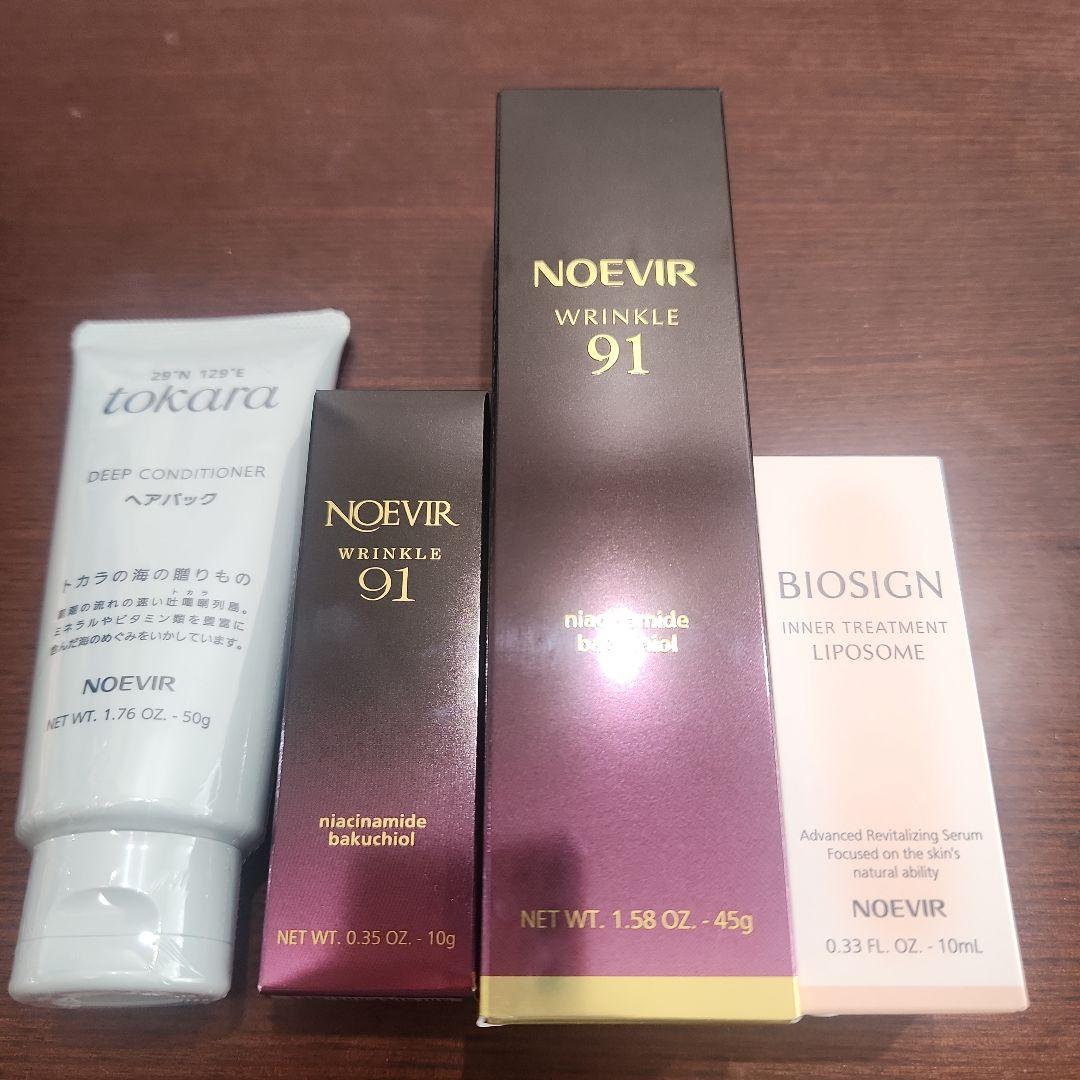 29°N 129°E
tokara
DEEP CONDITIONER
ヘアパック
トカラの海の贈りもの
黒潮の流れの速い吐噶喇列島。
トカラ
ミネラルやビタミン類を豊富に
含んだ海のめぐみをいかしています。
NOEVIR
NET WT. 1.76 OZ. - 50g
NOEVIR
WRINKLE
91
niacinamide
bakuchiol
NET WT. 0.35 OZ. - 10g
NOEVIR
WRINKLE
91
niacinamide
bakuchiol
NET WT. 1.58 OZ. - 45g
BIOSIGN
INNER TREATMENT
LIPOSOME
Advanced Revitalizing Serum
Focused on the skin's
natural ability
NOEVIR
0.33 FL. OZ. - 10mL